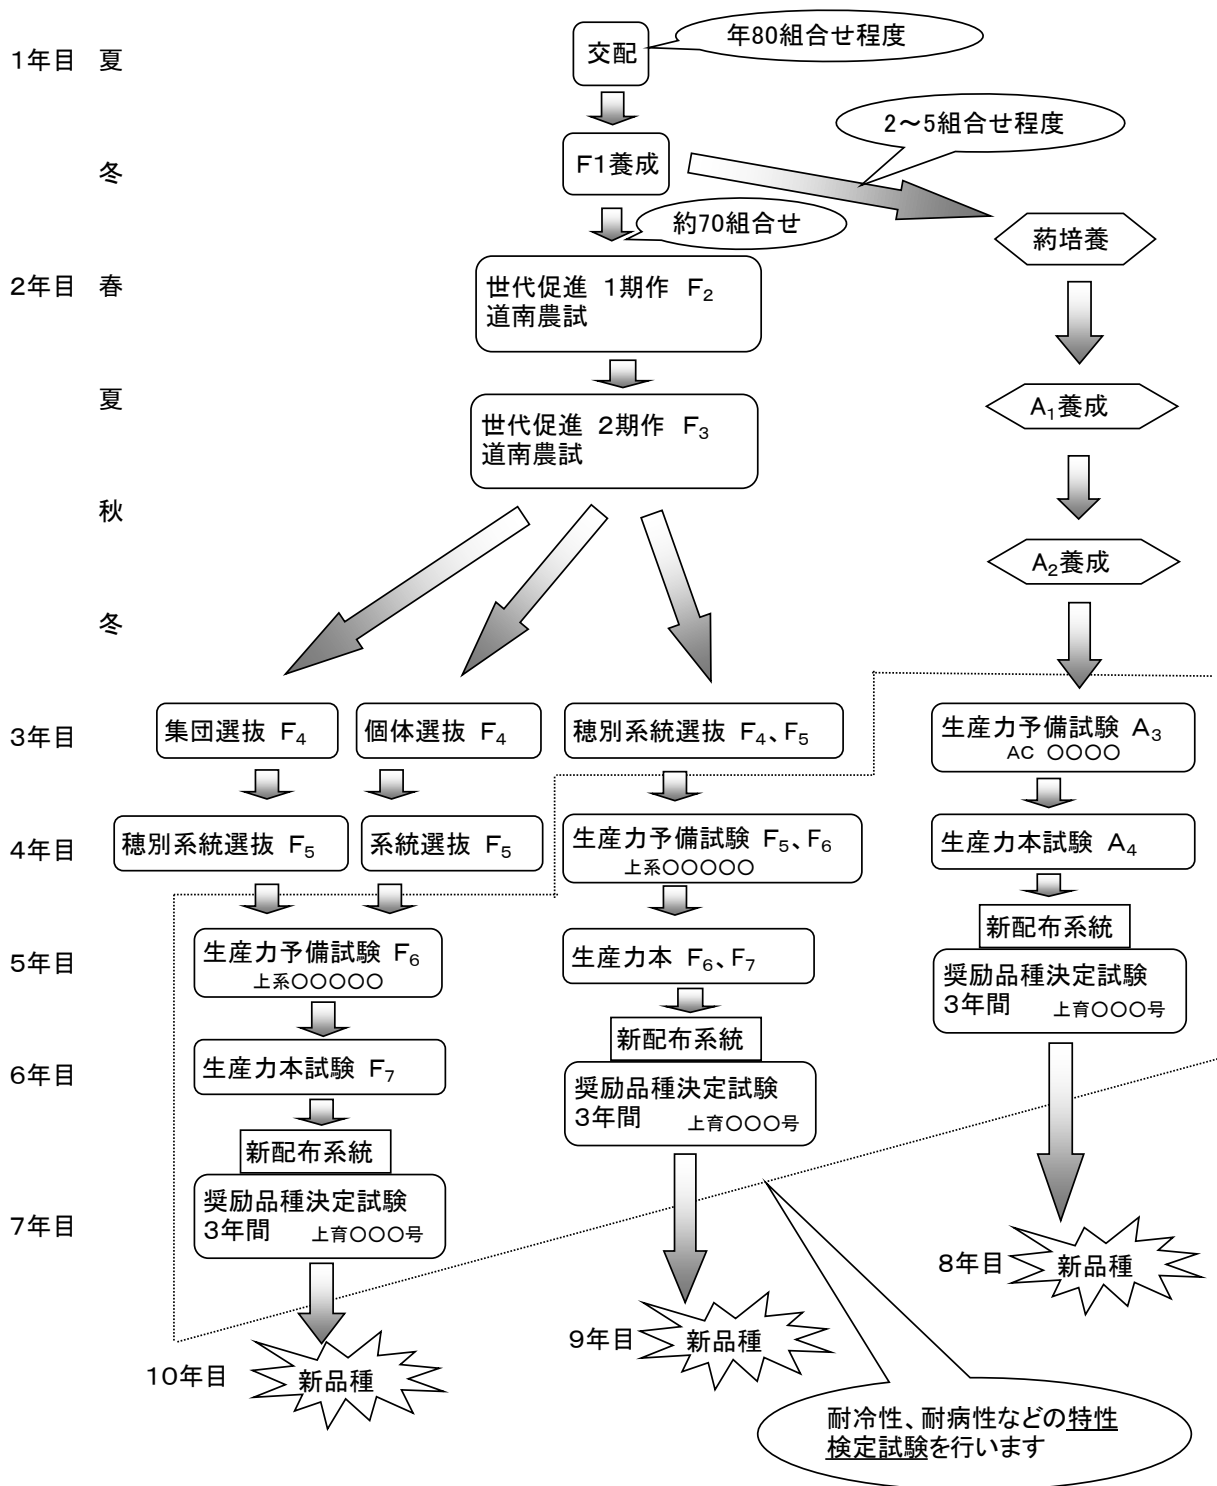 1年目 夏
交配
年80組合せ程度
2～5組合せ程度
冬
F1養成
約70組合せ
葯培養
2年目 春
世代促進 1期作 F₂
道南農試
夏
世代促進 2期作 F₃
道南農試
A₁養成
秋
A₂養成
冬
3年目
集団選抜 F₄
個体選抜 F₄
穂別系統選抜 F₄、F₅
生産力予備試験 A₃
AC ○○○○
4年目
穂別系統選抜 F₅
系統選抜 F₅
生産力予備試験 F₅、F₆
上系○○○○○
生産力本試験 A₄
5年目
生産力予備試験 F₆
上系○○○○○
生産力本 F₆、F₇
新配布系統
奨励品種決定試験
3年間 上育○○○号
6年目
生産力本試験 F₇
新配布系統
奨励品種決定試験
3年間 上育○○○号
新配布系統
7年目
奨励品種決定試験
3年間 上育○○○号
8年目
新品種
9年目
新品種
10年目
新品種
耐冷性、耐病性などの特性
検定試験を行います